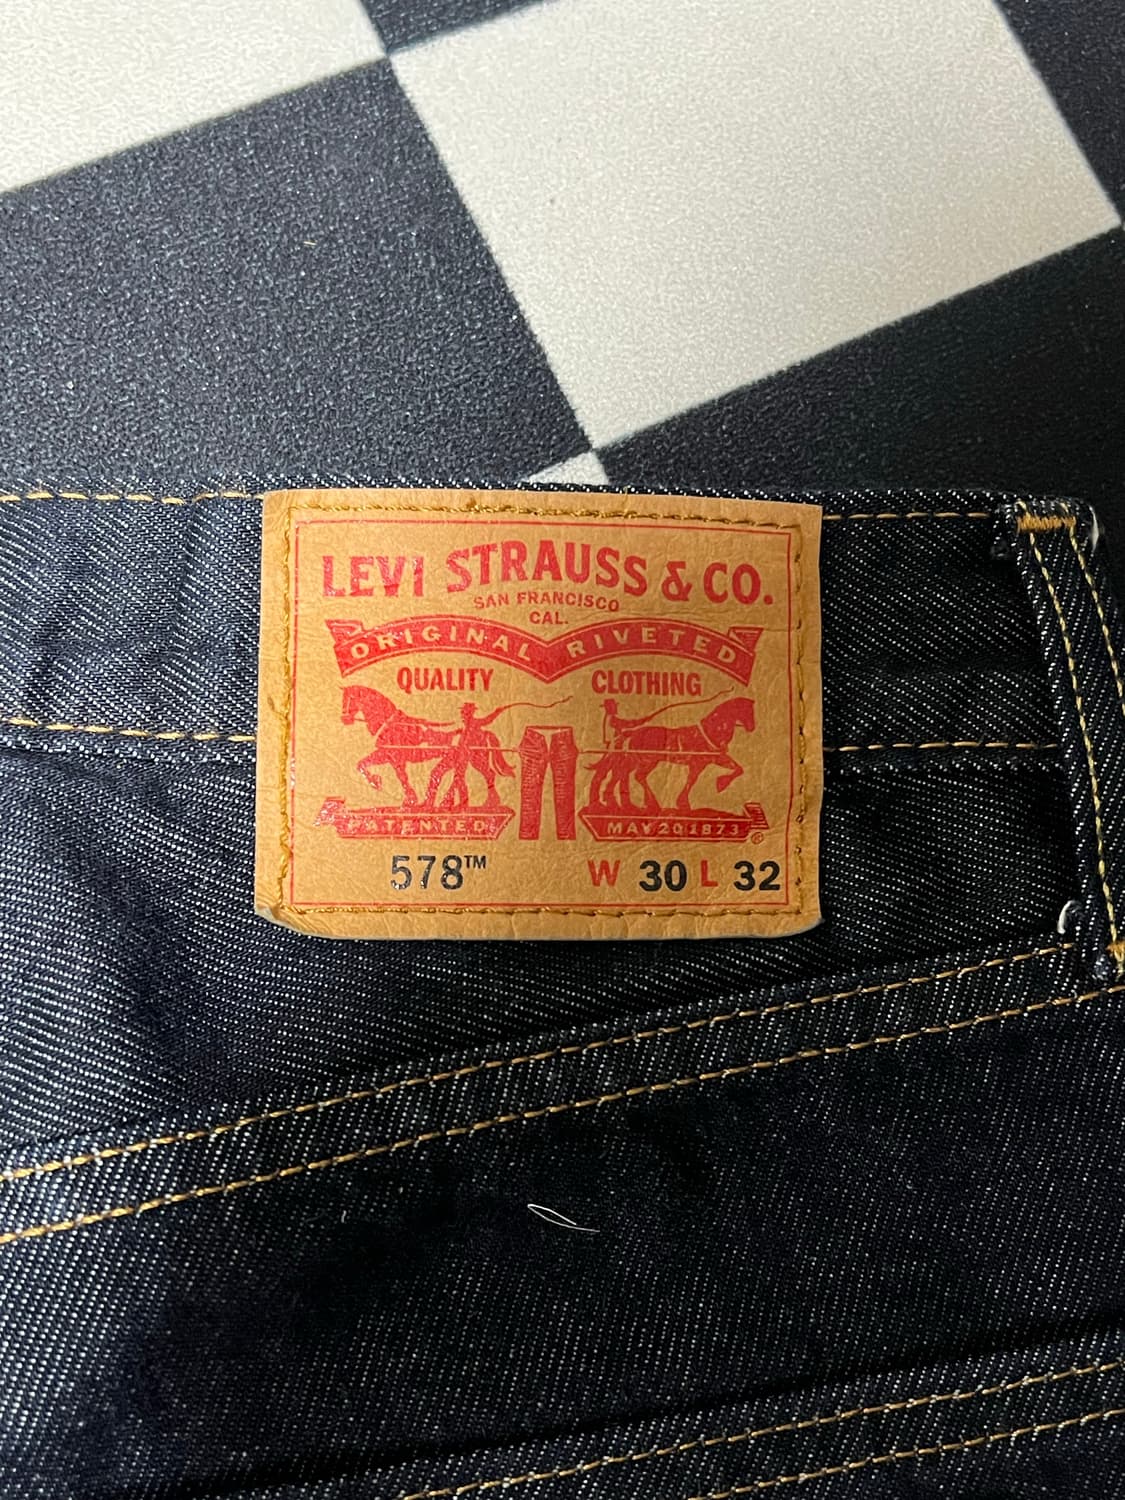 LEVI STRAUSS & CO.
SAN FRANCISCO
CAL.
ORIGINAL RIVETED
QUALITY CLOTHING
PATENTED MAY 20 1873 ®
578™ W 30 L 32